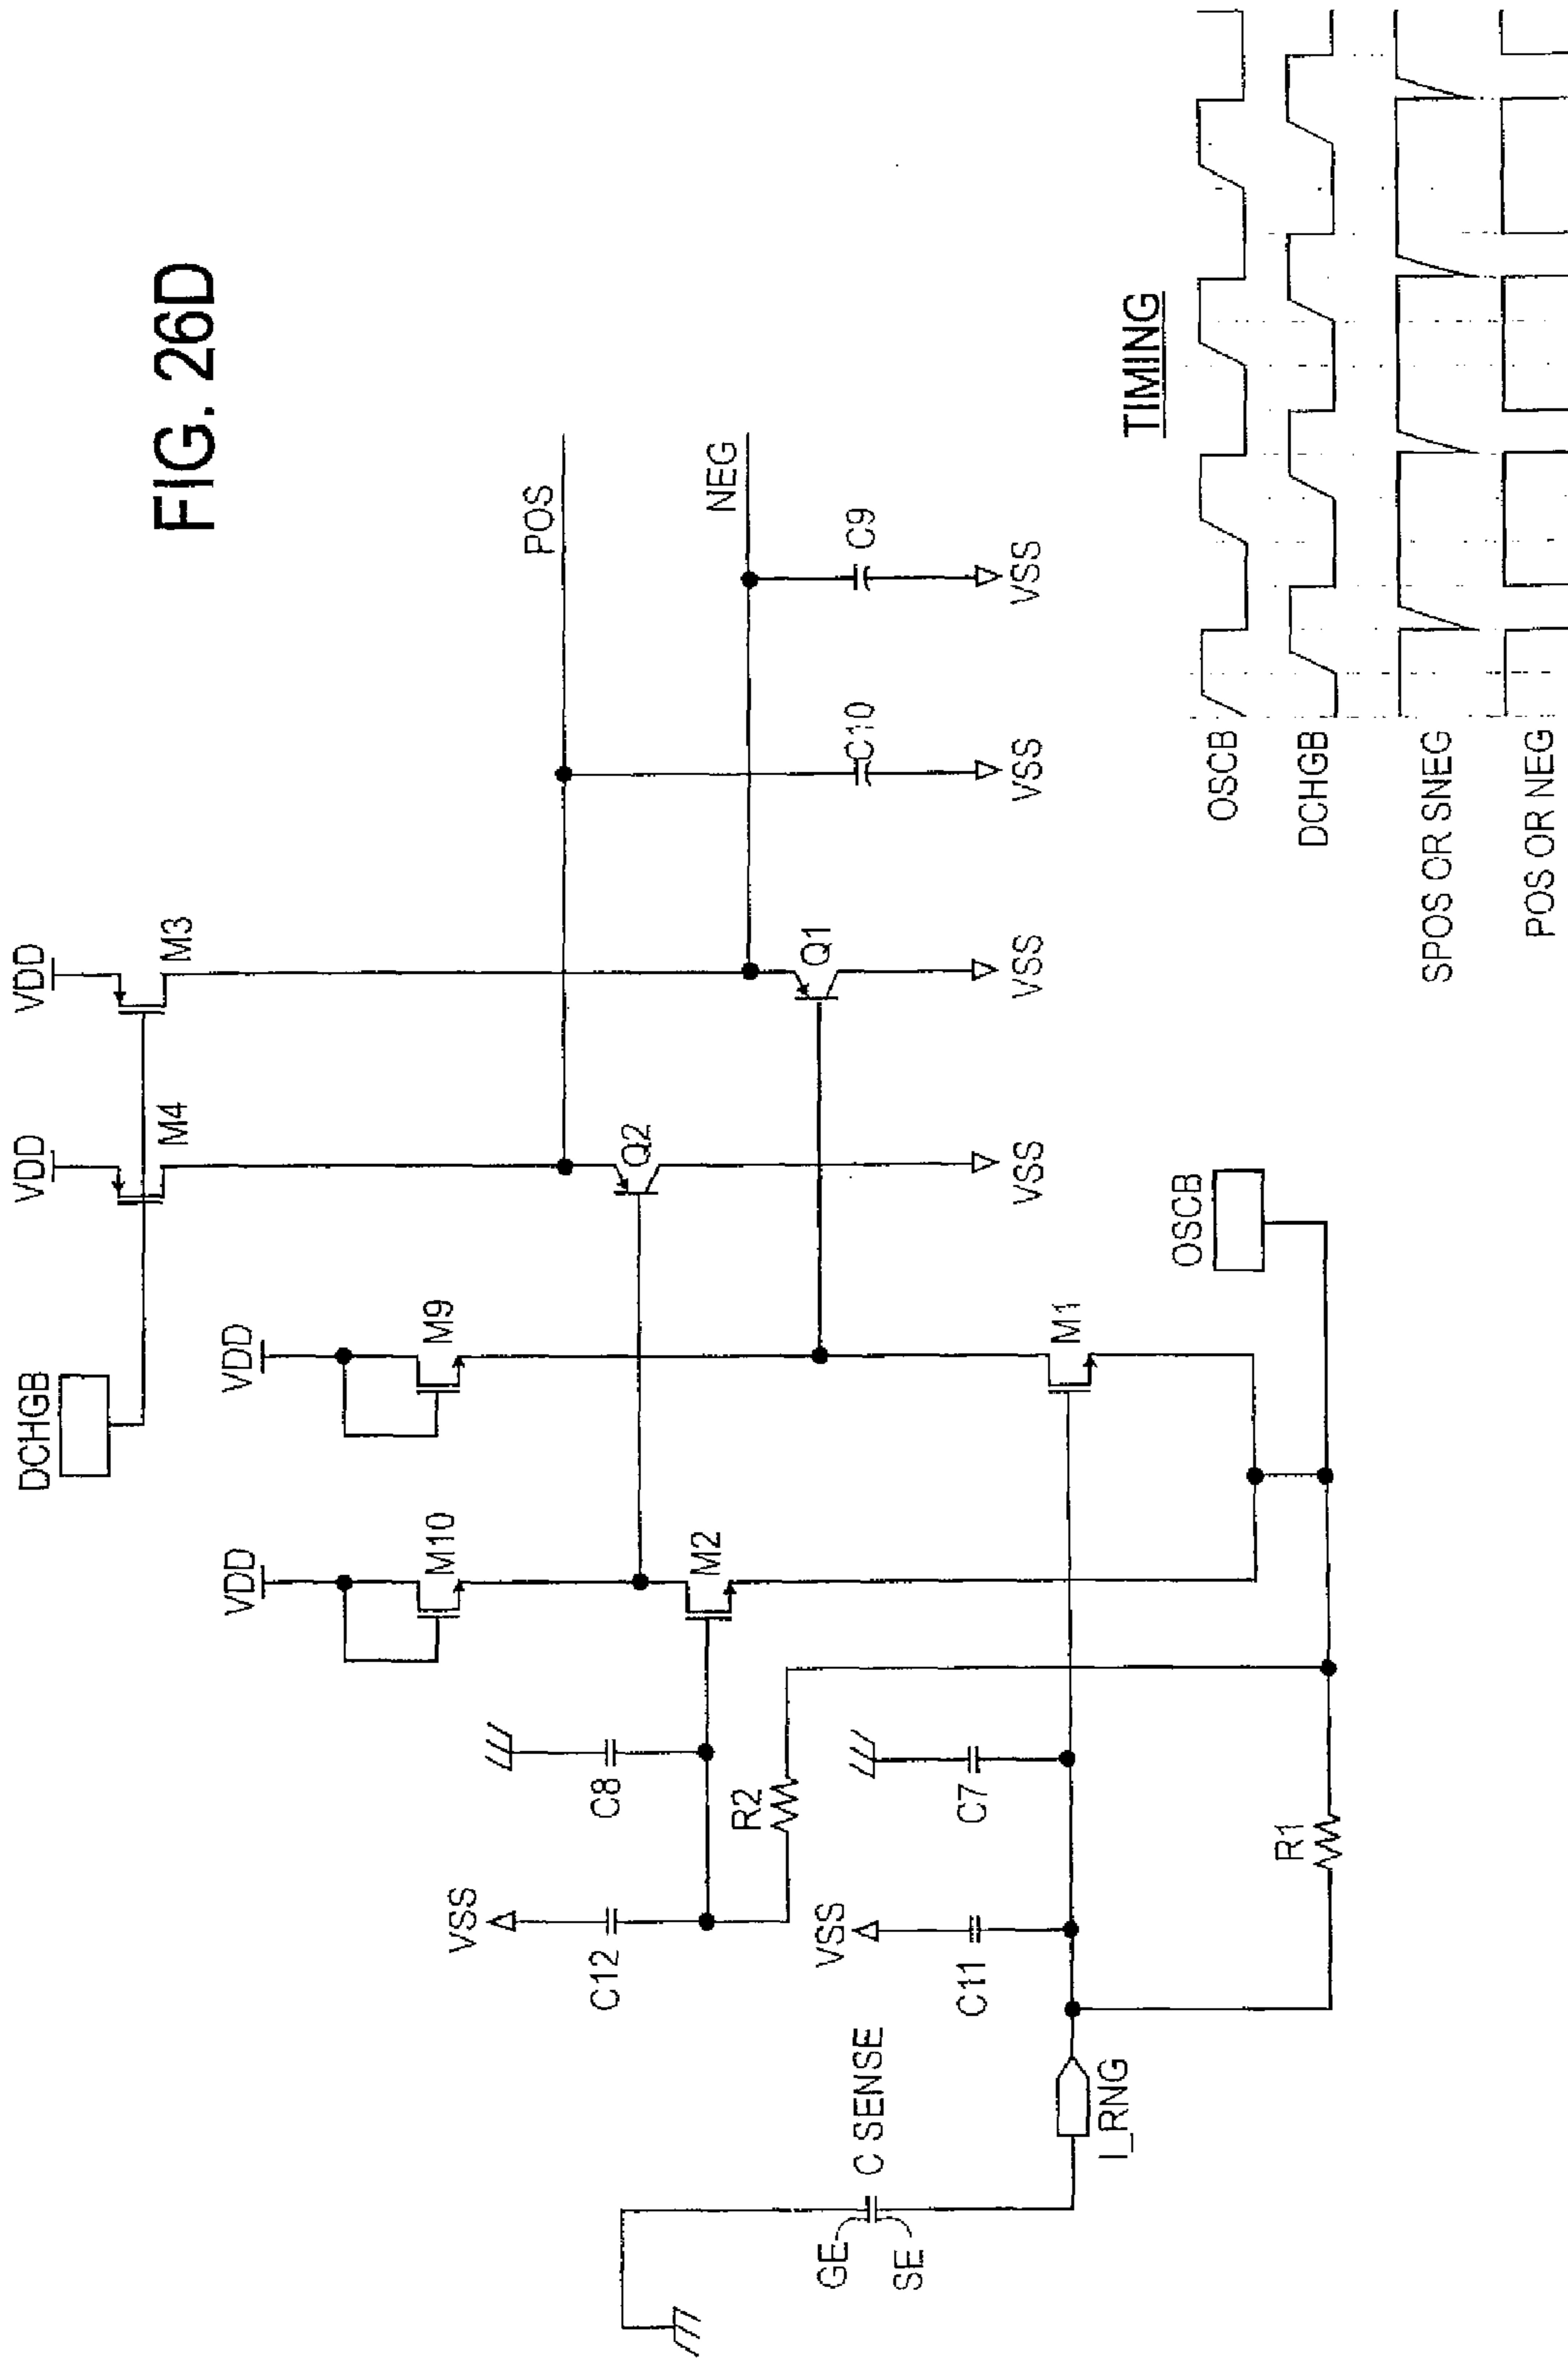 FIG. 26D
DCHGB
VDD
M4
VDD
M3
VDD
M10
VDD
M9
POS
NEG
Q2
Q1
C10
C9
VSS
VSS
VSS
VSS
VSS
C12
C8
M2
R2
VSS
C11
C7
M1
C SENSE
GE
SE
I_RNG
R1
OSCB
TIMING
OSCB
DCHGB
SPOS OR SNEG
POS OR NEG